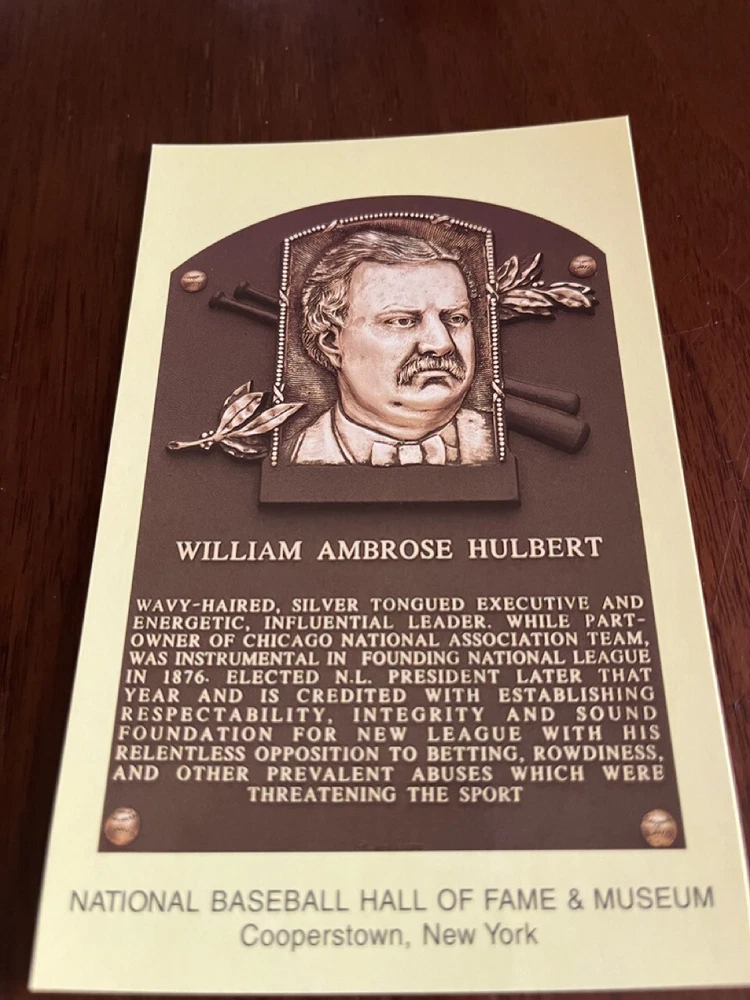 WILLIAM AMBROSE HULBERT
WAVY-HAIRED, SILVER TONGUED EXECUTIVE AND
ENERGETIC, INFLUENTIAL LEADER. WHILE PART-
OWNER OF CHICAGO NATIONAL ASSOCIATION TEAM,
WAS INSTRUMENTAL IN FOUNDING NATIONAL LEAGUE
IN 1876. ELECTED N.L. PRESIDENT LATER THAT
YEAR AND IS CREDITED WITH ESTABLISHING
RESPECTABILITY, INTEGRITY AND SOUND
FOUNDATION FOR NEW LEAGUE WITH HIS
RELENTLESS OPPOSITION TO BETTING, ROWDINESS,
AND OTHER PREVALENT ABUSES WHICH WERE
THREATENING THE SPORT
NATIONAL BASEBALL HALL OF FAME & MUSEUM
Cooperstown, New York